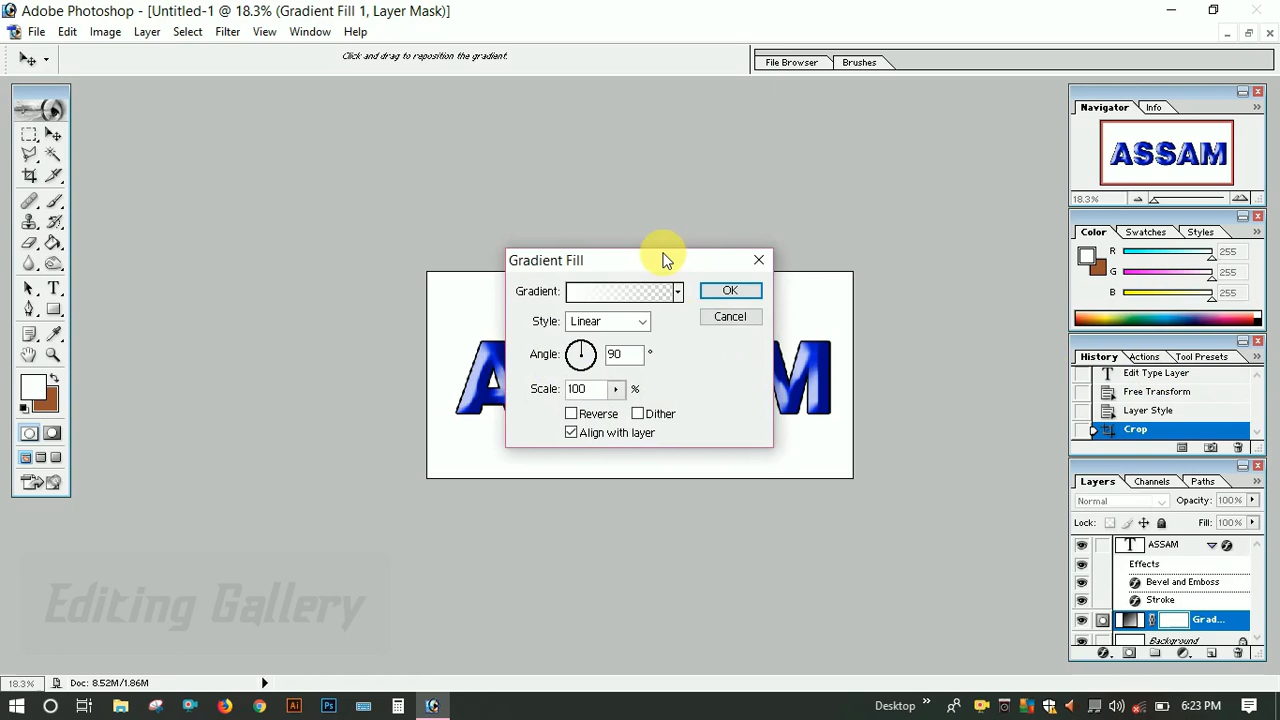 Adobe Photoshop - [Untitled-1 @ 18.3% (Gradient Fill 1, Layer Mask)]
File Edit Image Layer Select Filter View Window Help
Click and drag to reposition the gradient.
File Browser Brushes
Navigator Info
ASSAM
18.3%
Color Swatches Styles
R 255
G 255
B 255
History Actions Tool Presets
Edit Type Layer
Free Transform
Layer Style
Crop
Layers Channels Paths
Normal Opacity: 100%
Lock: Fill: 100%
T ASSAM
Effects
Bevel and Emboss
Stroke
Grad...
Background
Gradient Fill
Gradient: OK
Style: Linear Cancel
Angle: 90 °
Scale: 100 %
Reverse Dither
Align with layer
A M
Editing Gallery
18.3% Doc: 8.52M/1.86M
Ai Ps Desktop 6:23 PM